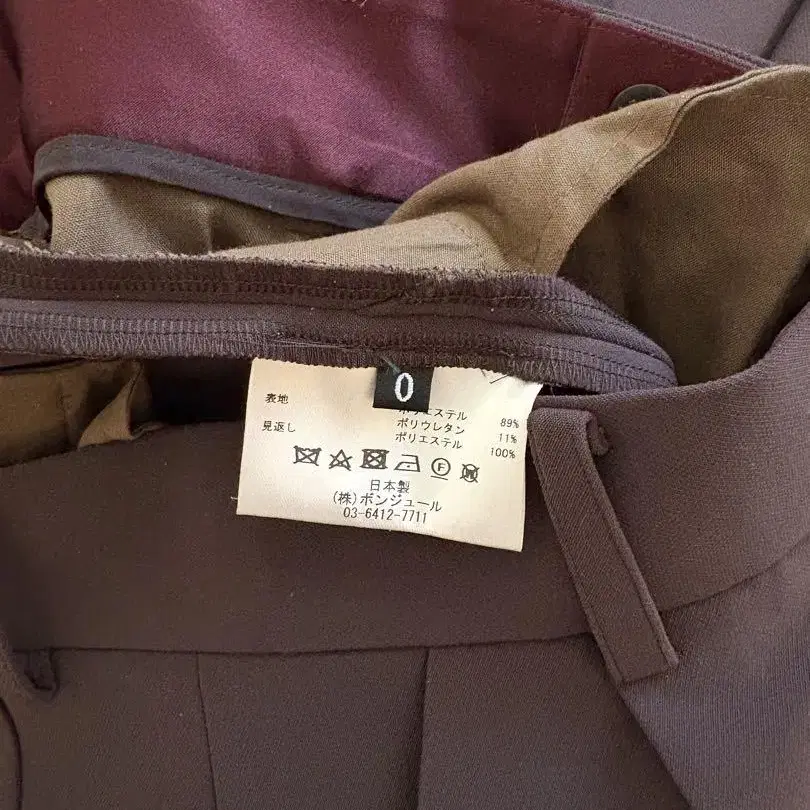 0
表地 ポリエステル 89%
ポリウレタン 11%
見返し ポリエステル 100%
F
W
日本製
(株)ボンジュール
03-6412-7711